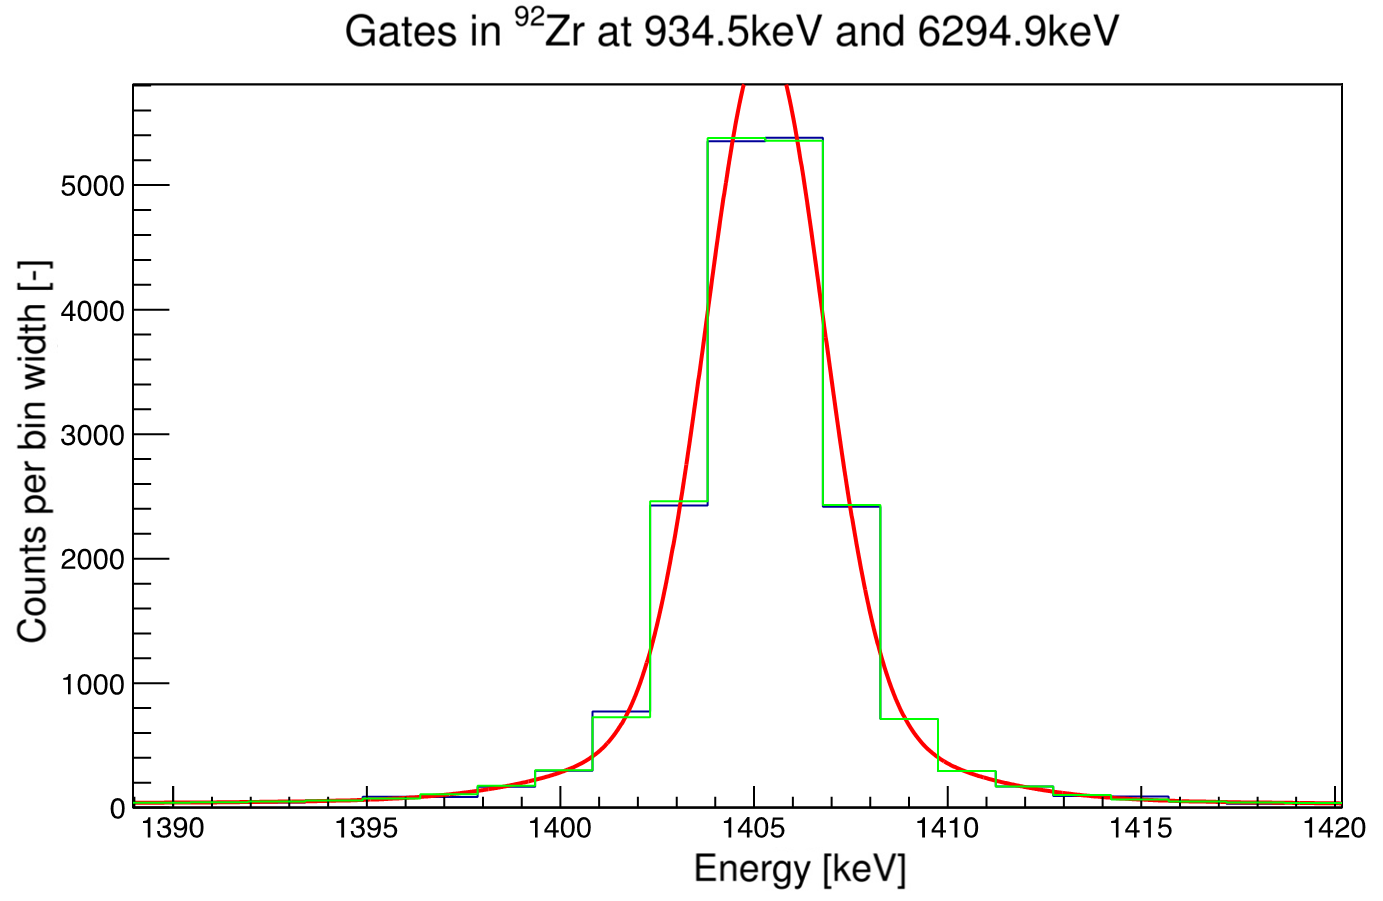 Gates in ⁹²Zr at 934.5keV and 6294.9keV
Counts per bin width [-]
5000
4000
3000
2000
1000
0
1390 1395 1400 1405 1410 1415 1420
Energy [keV]